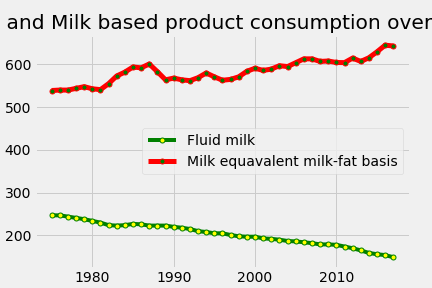 and Milk based product consumption over
600
500
Fluid milk
400
Milk equavalent milk-fat basis
300
200
1980 1990 2000 2010